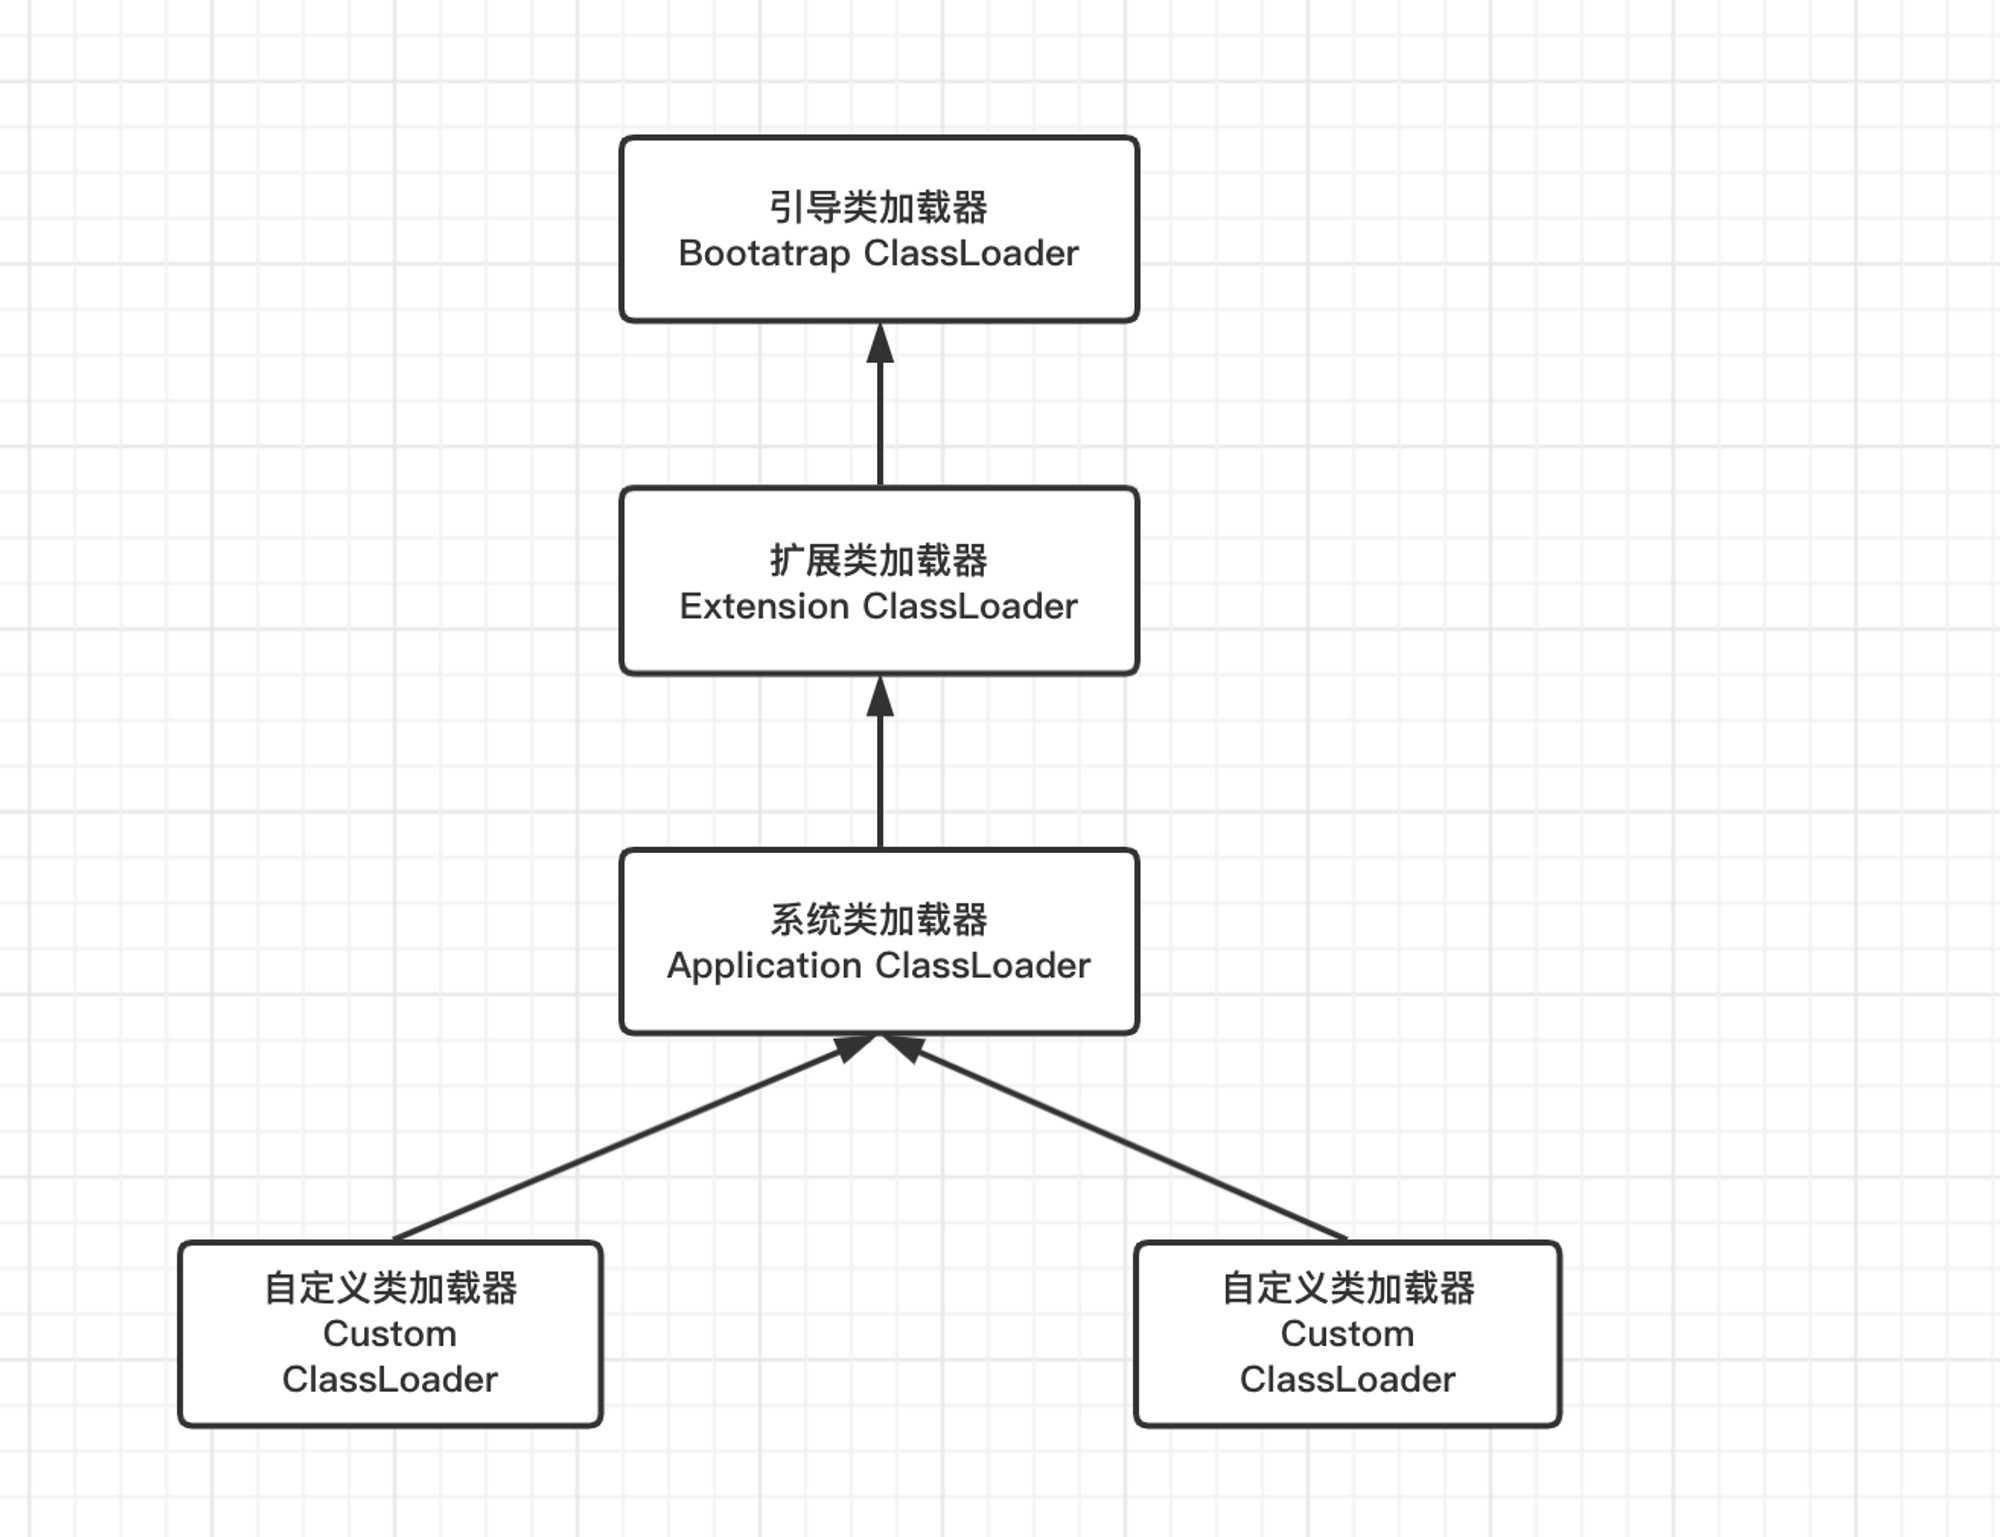 引导类加载器
Bootatrap ClassLoader
扩展类加载器
Extension ClassLoader
系统类加载器
Application ClassLoader
自定义类加载器
Custom
ClassLoader
自定义类加载器
Custom
ClassLoader